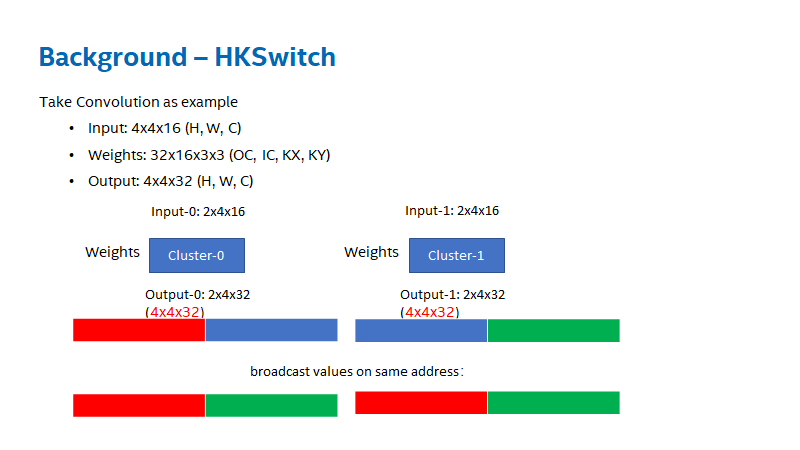 Background – HKSwitch
Take Convolution as example
• Input: 4x4x16 (H, W, C)
• Weights: 32x16x3x3 (OC, IC, KX, KY)
• Output: 4x4x32 (H, W, C)
Input-0: 2x4x16
Input-1: 2x4x16
Weights
Cluster-0
Weights
Cluster-1
Output-0: 2x4x32
(4x4x32)
Output-1: 2x4x32
(4x4x32)
broadcast values on same address：